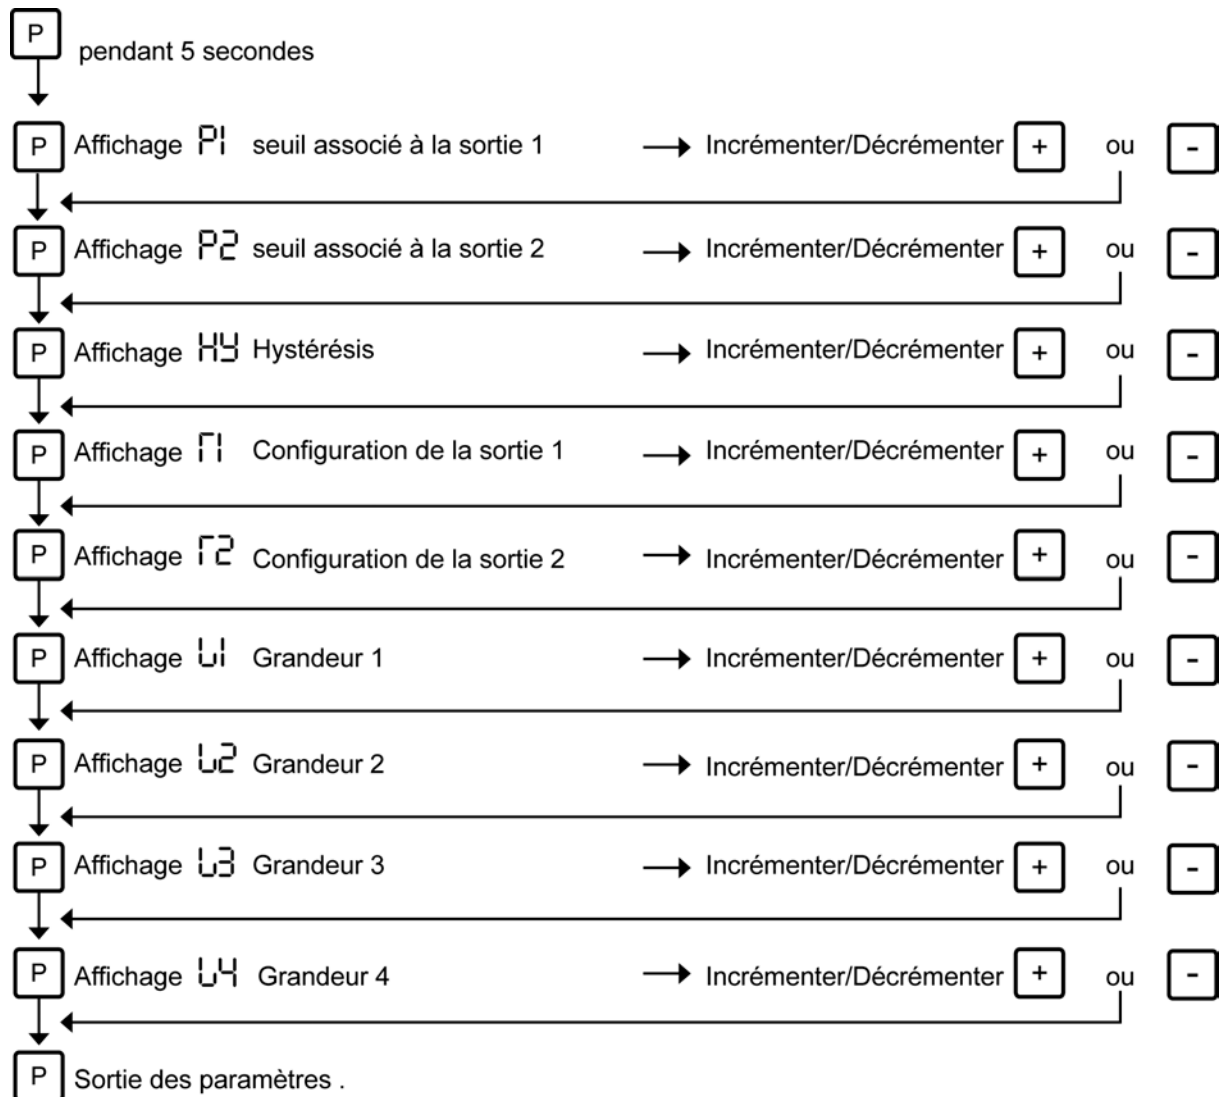 P pendant 5 secondes
P Affichage P1 seuil associé à la sortie 1 Incrémenter/Décrémenter + ou -
P Affichage P2 seuil associé à la sortie 2 Incrémenter/Décrémenter + ou -
P Affichage HY Hystérésis Incrémenter/Décrémenter + ou -
P Affichage Γ1 Configuration de la sortie 1 Incrémenter/Décrémenter + ou -
P Affichage Γ2 Configuration de la sortie 2 Incrémenter/Décrémenter + ou -
P Affichage L1 Grandeur 1 Incrémenter/Décrémenter + ou -
P Affichage L2 Grandeur 2 Incrémenter/Décrémenter + ou -
P Affichage L3 Grandeur 3 Incrémenter/Décrémenter + ou -
P Affichage L4 Grandeur 4 Incrémenter/Décrémenter + ou -
P Sortie des paramètres .